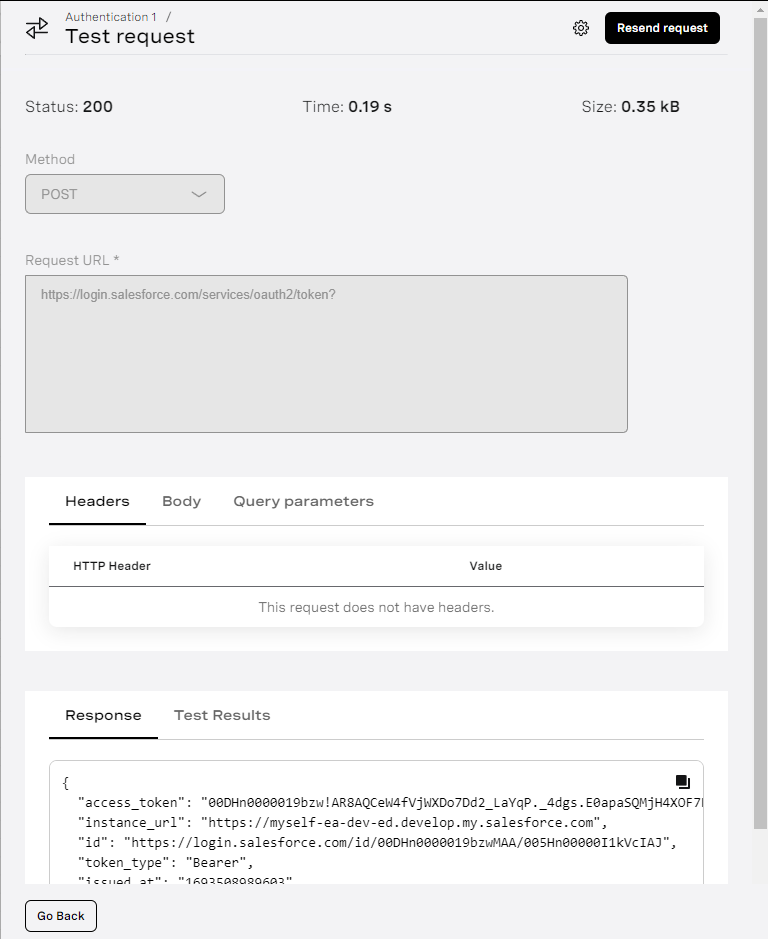 Authentication 1 /
Test request
Resend request
Status: 200 Time: 0.19 s Size: 0.35 kB
Method
POST
Request URL *
https://login.salesforce.com/services/oauth2/token?
Headers Body Query parameters
HTTP Header Value
This request does not have headers.
Response Test Results
{
"access_token": "00DHn0000019bzw!AR8AQCeW4fVjWXDo7Dd2_LaYqP._4dgs.E0apaSQMjH4XOF7
"instance_url": "https://myself-ea-dev-ed.develop.my.salesforce.com",
"id": "https://login.salesforce.com/id/00DHn0000019bzwMAA/005Hn00000I1kVcIAJ",
"token_type": "Bearer",
"issued_at": "1693508989603"
Go Back